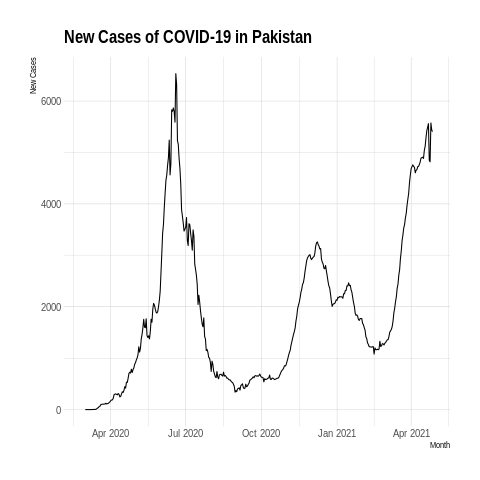 New Cases of COVID-19 in Pakistan
New Cases
6000
4000
2000
0
Apr 2020 Jul 2020 Oct 2020 Jan 2021 Apr 2021
Month